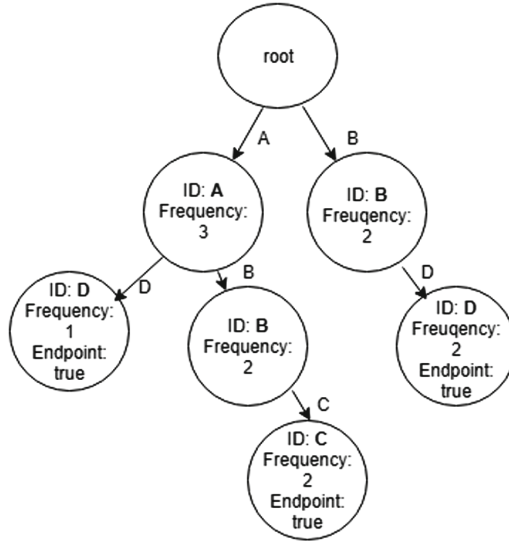 root
A
B
ID: A
Frequency:
3
ID: B
Freuqency:
2
D
B
D
ID: D
Frequency:
1
Endpoint:
true
ID: B
Frequency:
2
ID: D
Freuqency:
2
Endpoint:
true
C
ID: C
Frequency:
2
Endpoint:
true